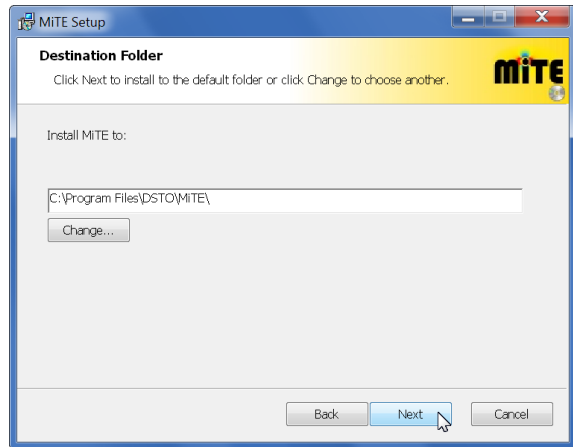 MiTE Setup
Destination Folder
Click Next to install to the default folder or click Change to choose another.
miTE
Install MiTE to:
C:\Program Files\DSTO\MiTE\
Change...
Back
Next
Cancel